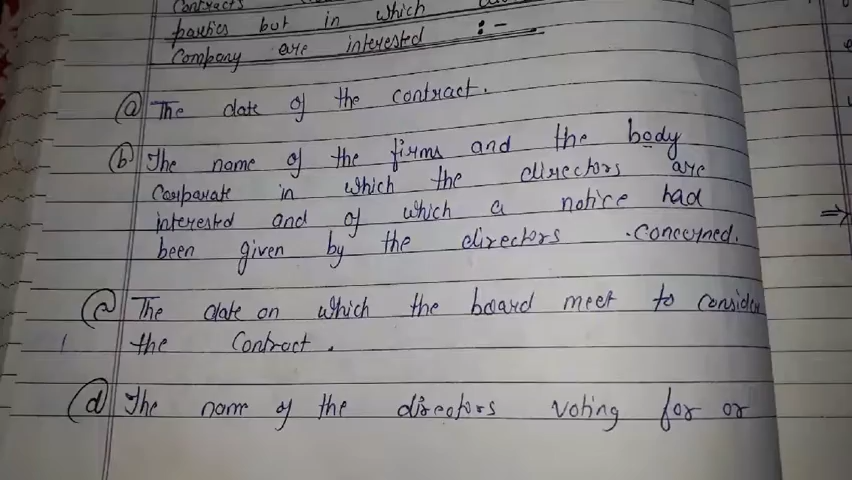 Contracts
parties but in which
Company are interested :-
(a) The date of the contract.
(b) The name of the firms and the body
Corparate in which the directors are
interested and of which a notice had
been given by the directors concerned.
(c) The date on which the board meet to consider
the Contract.
(d) The name of the directors voting for or